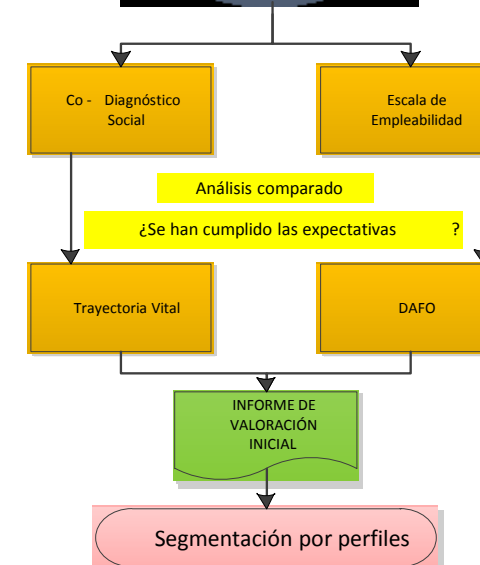 Co - Diagnóstico
Social
Escala de
Empleabilidad
Análisis comparado
¿Se han cumplido las expectativas ?
Trayectoria Vital
DAFO
INFORME DE
VALORACIÓN
INICIAL
Segmentación por perfiles